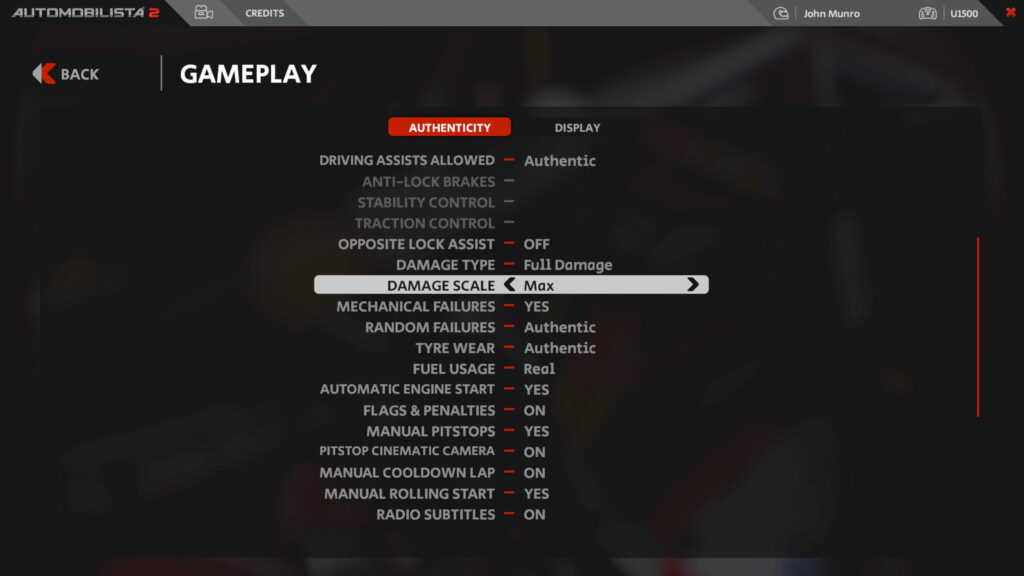 AUTOMOBILISTA 2 CREDITS John Munro U1500
BACK GAMEPLAY
AUTHENTICITY DISPLAY
DRIVING ASSISTS ALLOWED – Authentic
ANTI-LOCK BRAKES –
STABILITY CONTROL –
TRACTION CONTROL –
OPPOSITE LOCK ASSIST – OFF
DAMAGE TYPE – Full Damage
DAMAGE SCALE Max
MECHANICAL FAILURES – YES
RANDOM FAILURES – Authentic
TYRE WEAR – Authentic
FUEL USAGE – Real
AUTOMATIC ENGINE START – YES
FLAGS & PENALTIES – ON
MANUAL PITSTOPS – YES
PITSTOP CINEMATIC CAMERA – ON
MANUAL COOLDOWN LAP – ON
MANUAL ROLLING START – YES
RADIO SUBTITLES – ON